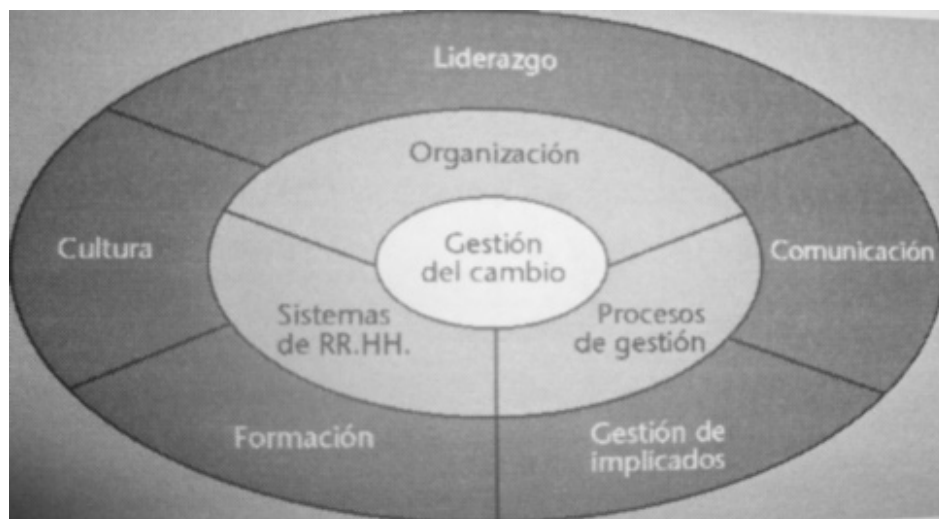 Liderazgo
Organización
Cultura
Gestión
del cambio
Comunicación
Sistemas
de RR.HH.
Procesos
de gestión
Formación
Gestión de
implicados